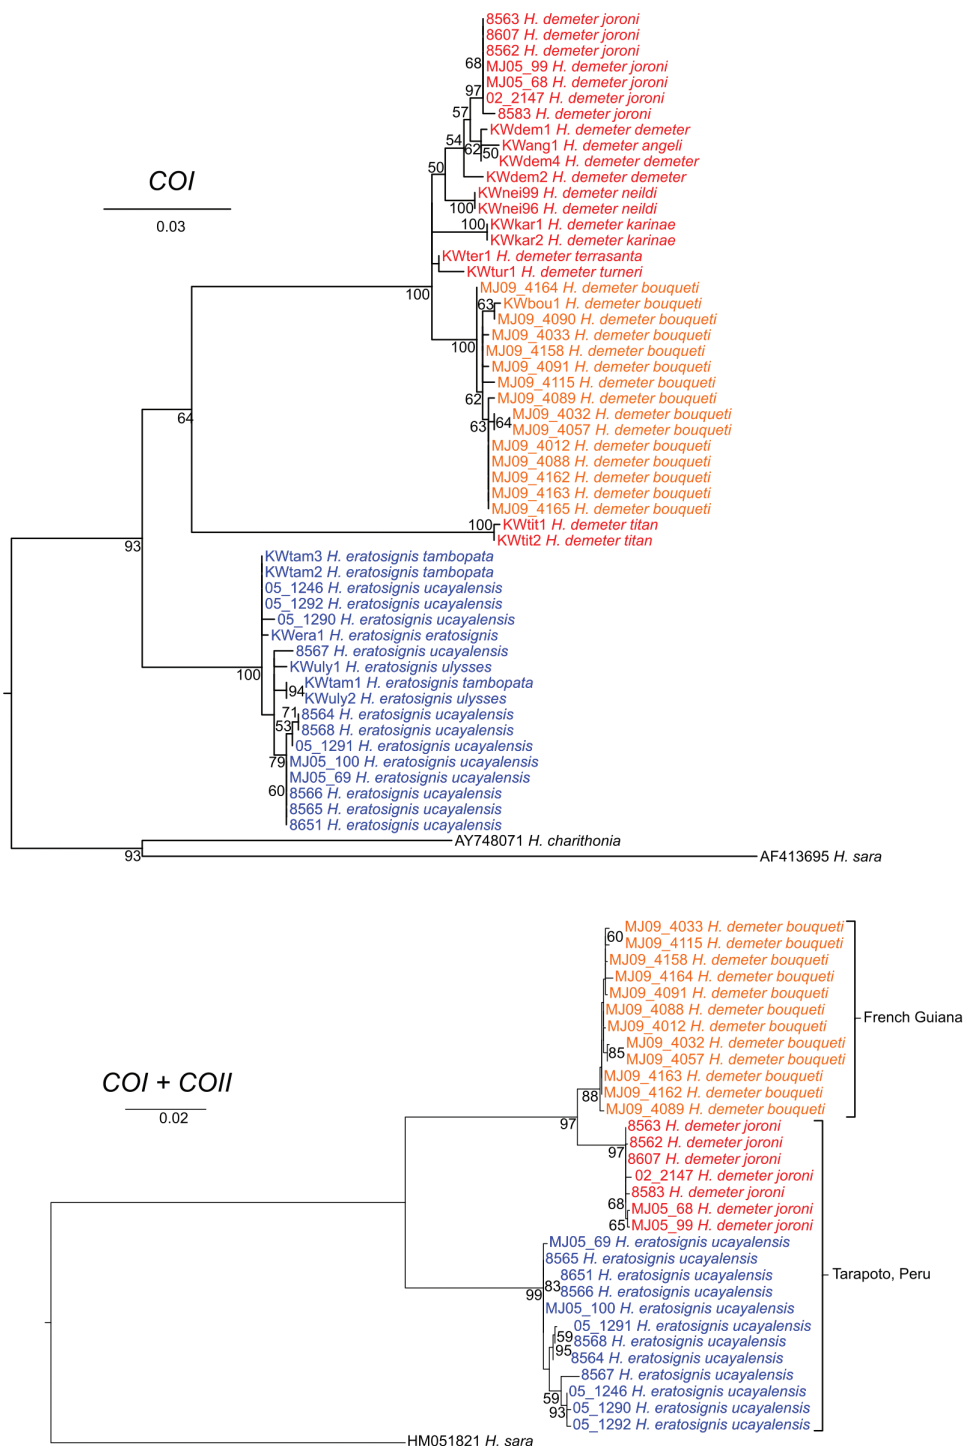 8563 H. demeter joroni
8607 H. demeter joroni
8562 H. demeter joroni
68
MJ05_99 H. demeter joroni
MJ05_68 H. demeter joroni
97
02_2147 H. demeter joroni
57
8583 H. demeter joroni
KWdem1 H. demeter demeter
54
62
50
KWang1 H. demeter angeli
KWdem4 H. demeter demeter
50
KWdem2 H. demeter demeter
COI
KWnei99 H. demeter neildi
100
KWnei96 H. demeter neildi
0.03
100
KWkar1 H. demeter karinae
KWkar2 H. demeter karinae
KWter1 H. demeter terrasanta
KWtur1 H. demeter turneri
100
MJ09_4164 H. demeter bouqueti
63
KWbou1 H. demeter bouqueti
MJ09_4090 H. demeter bouqueti
MJ09_4033 H. demeter bouqueti
100
MJ09_4158 H. demeter bouqueti
MJ09_4091 H. demeter bouqueti
MJ09_4115 H. demeter bouqueti
62
MJ09_4089 H. demeter bouqueti
64
MJ09_4032 H. demeter bouqueti
63
MJ09_4057 H. demeter bouqueti
64
MJ09_4012 H. demeter bouqueti
MJ09_4088 H. demeter bouqueti
MJ09_4162 H. demeter bouqueti
MJ09_4163 H. demeter bouqueti
MJ09_4165 H. demeter bouqueti
100
KWtit1 H. demeter titan
KWtit2 H. demeter titan
93
KWtam3 H. eratosignis tambopata
KWtam2 H. eratosignis tambopata
05_1246 H. eratosignis ucayalensis
05_1292 H. eratosignis ucayalensis
05_1290 H. eratosignis ucayalensis
KWera1 H. eratosignis eratosignis
8567 H. eratosignis ucayalensis
100
KWuly1 H. eratosignis ulysses
94
KWtam1 H. eratosignis tambopata
KWuly2 H. eratosignis ulysses
71
8564 H. eratosignis ucayalensis
53
8568 H. eratosignis ucayalensis
05_1291 H. eratosignis ucayalensis
79
MJ05_100 H. eratosignis ucayalensis
MJ05_69 H. eratosignis ucayalensis
60
8566 H. eratosignis ucayalensis
8565 H. eratosignis ucayalensis
8651 H. eratosignis ucayalensis
AY748071 H. charithonia
93
AF413695 H. sara
MJ09_4033 H. demeter bouqueti
60
MJ09_4115 H. demeter bouqueti
MJ09_4158 H. demeter bouqueti
MJ09_4164 H. demeter bouqueti
MJ09_4091 H. demeter bouqueti
MJ09_4088 H. demeter bouqueti
French Guiana
MJ09_4012 H. demeter bouqueti
MJ09_4032 H. demeter bouqueti
85
MJ09_4057 H. demeter bouqueti
COI + COII
MJ09_4163 H. demeter bouqueti
88
MJ09_4162 H. demeter bouqueti
0.02
MJ09_4089 H. demeter bouqueti
97
8563 H. demeter joroni
8562 H. demeter joroni
97
8607 H. demeter joroni
02_2147 H. demeter joroni
8583 H. demeter joroni
68
MJ05_68 H. demeter joroni
65
MJ05_99 H. demeter joroni
MJ05_69 H. eratosignis ucayalensis
8565 H. eratosignis ucayalensis
8651 H. eratosignis ucayalensis
Tarapoto, Peru
83
8566 H. eratosignis ucayalensis
99
MJ05_100 H. eratosignis ucayalensis
05_1291 H. eratosignis ucayalensis
59
8568 H. eratosignis ucayalensis
95
8564 H. eratosignis ucayalensis
8567 H. eratosignis ucayalensis
59
05_1246 H. eratosignis ucayalensis
93
05_1290 H. eratosignis ucayalensis
05_1292 H. eratosignis ucayalensis
HM051821 H. sara